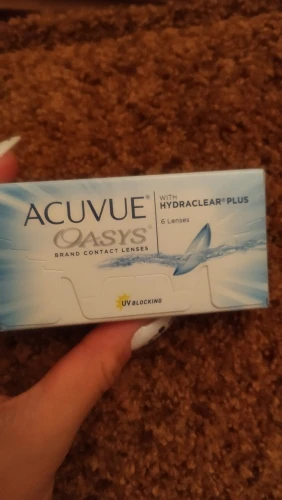 ACUVUE®
OASYS®
BRAND CONTACT LENSES
WITH
HYDRACLEAR® PLUS
6 Lenses
UV BLOCKING